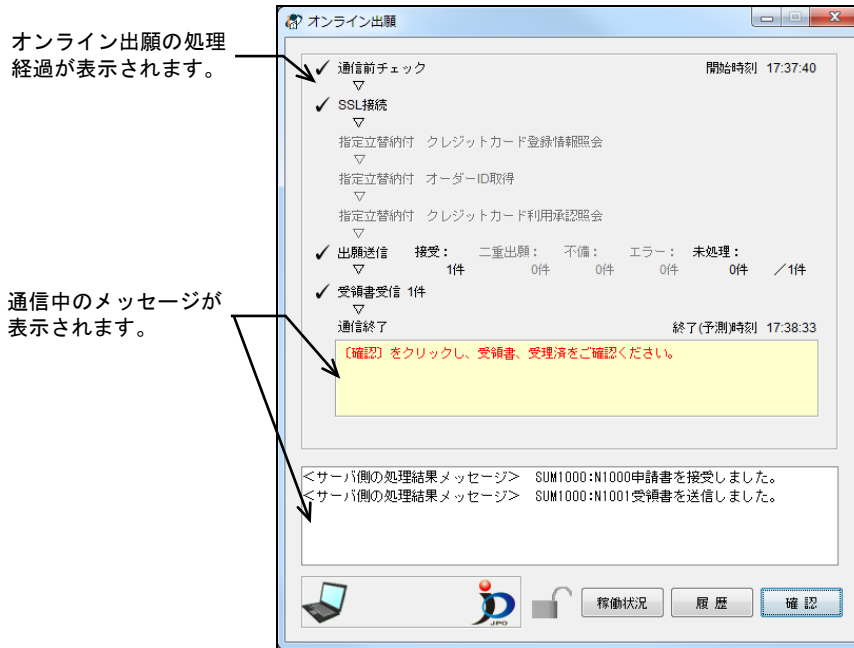 オンライン出願の処理
経過が表示されます。
通信中のメッセージが
表示されます。
オンライン出願
通信前チェック 開始時刻 17:37:40
▽
SSL接続
▽
指定立替納付 クレジットカード登録情報照会
▽
指定立替納付 オーダーID取得
▽
指定立替納付 クレジットカード利用承認照会
▽
出願送信 接受： 二重出願： 不備： エラー： 未処理：
▽ 1件 0件 0件 0件 0件 ／1件
受領書受信 1件
▽
通信終了 終了(予測)時刻 17:38:33
〔確認〕をクリックし、受領書、受理済をご確認ください。
＜サーバ側の処理結果メッセージ＞ SUM1000:N1000申請書を接受しました。
＜サーバ側の処理結果メッセージ＞ SUM1000:N1001受領書を送信しました。
JPO
稼働状況 履 歴 確 認